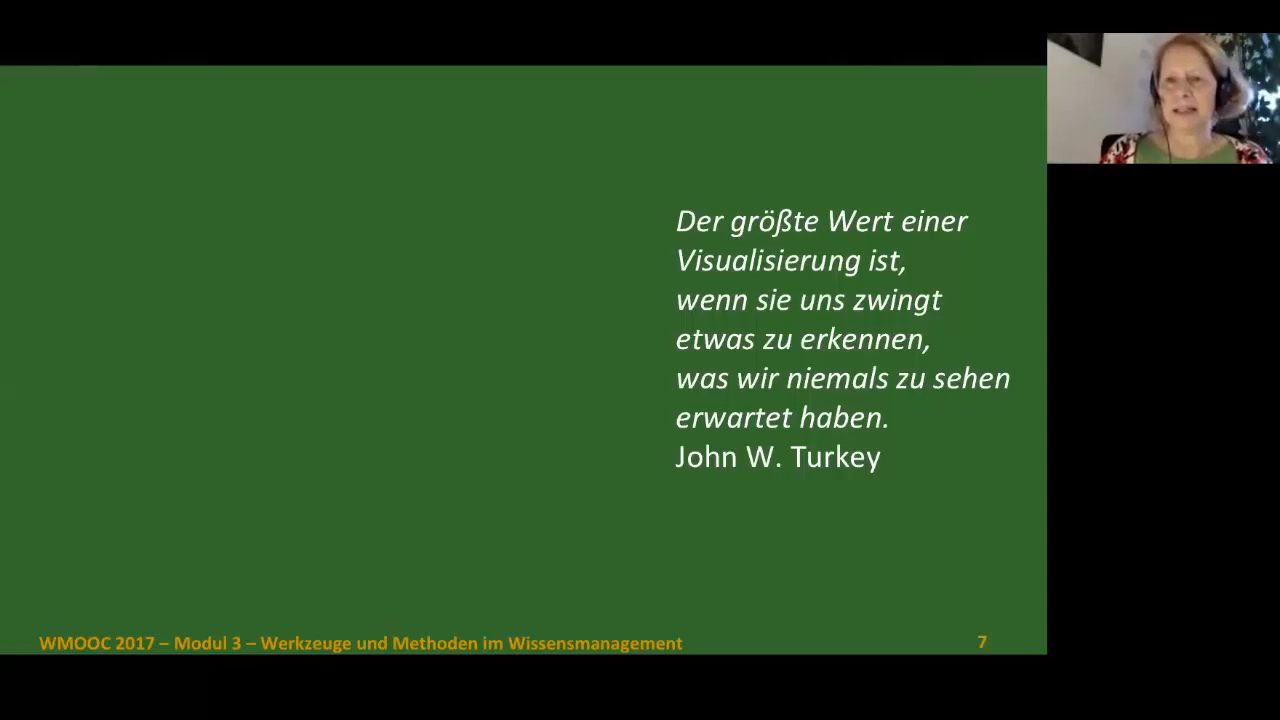 Der größte Wert einer
Visualisierung ist,
wenn sie uns zwingt
etwas zu erkennen,
was wir niemals zu sehen
erwartet haben.
John W. Turkey
WMOOC 2017 – Modul 3 – Werkzeuge und Methoden im Wissensmanagement 7